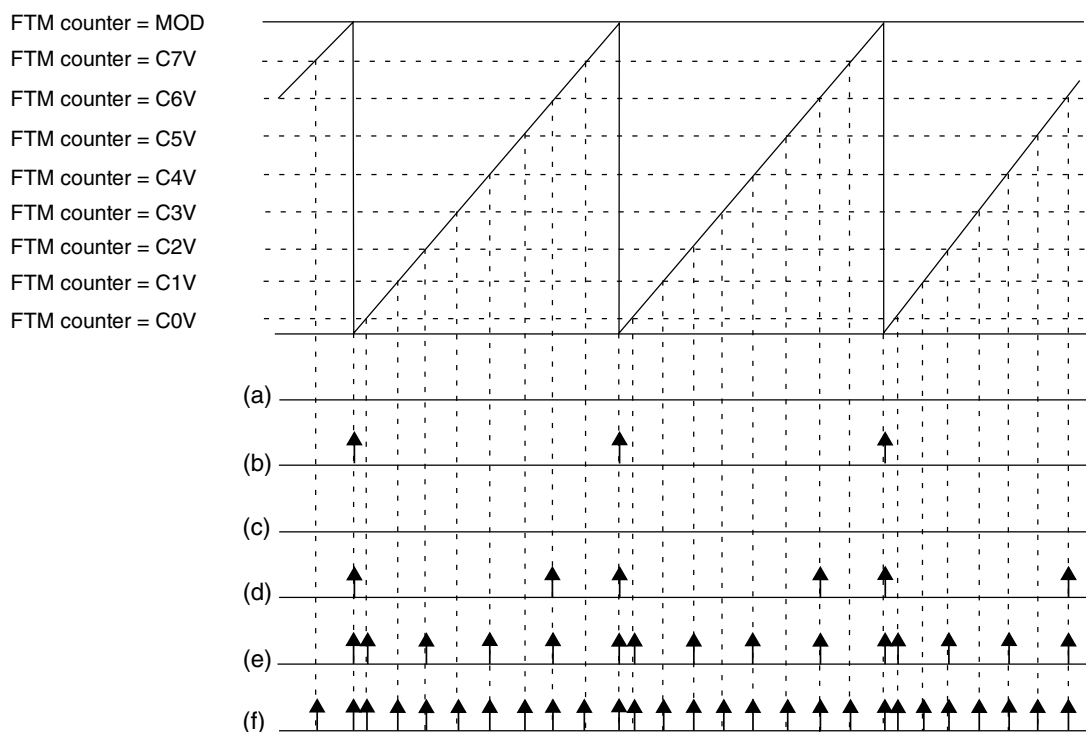 FTM counter = MOD
FTM counter = C7V
FTM counter = C6V
FTM counter = C5V
FTM counter = C4V
FTM counter = C3V
FTM counter = C2V
FTM counter = C1V
FTM counter = C0V
(a)
(b)
(c)
(d)
(e)
(f)